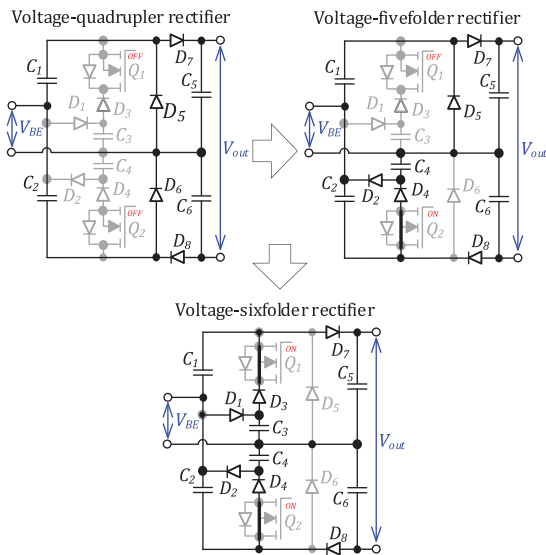 Voltage-quadrupler rectifier
C1
OFF
Q1
D7
C5
D1
D3
D5
C3
VBE
Vout
C4
C2
D2
D4
D6
C6
OFF
Q2
D8
Voltage-fivefolder rectifier
C1
OFF
Q1
D7
C5
D1
D3
D5
C3
VBE
Vout
C4
C2
D2
D4
D6
C6
ON
Q2
D8
Voltage-sixfolder rectifier
C1
ON
Q1
D7
C5
D1
D3
D5
C3
VBE
Vout
C4
C2
D2
D4
D6
C6
ON
Q2
D8